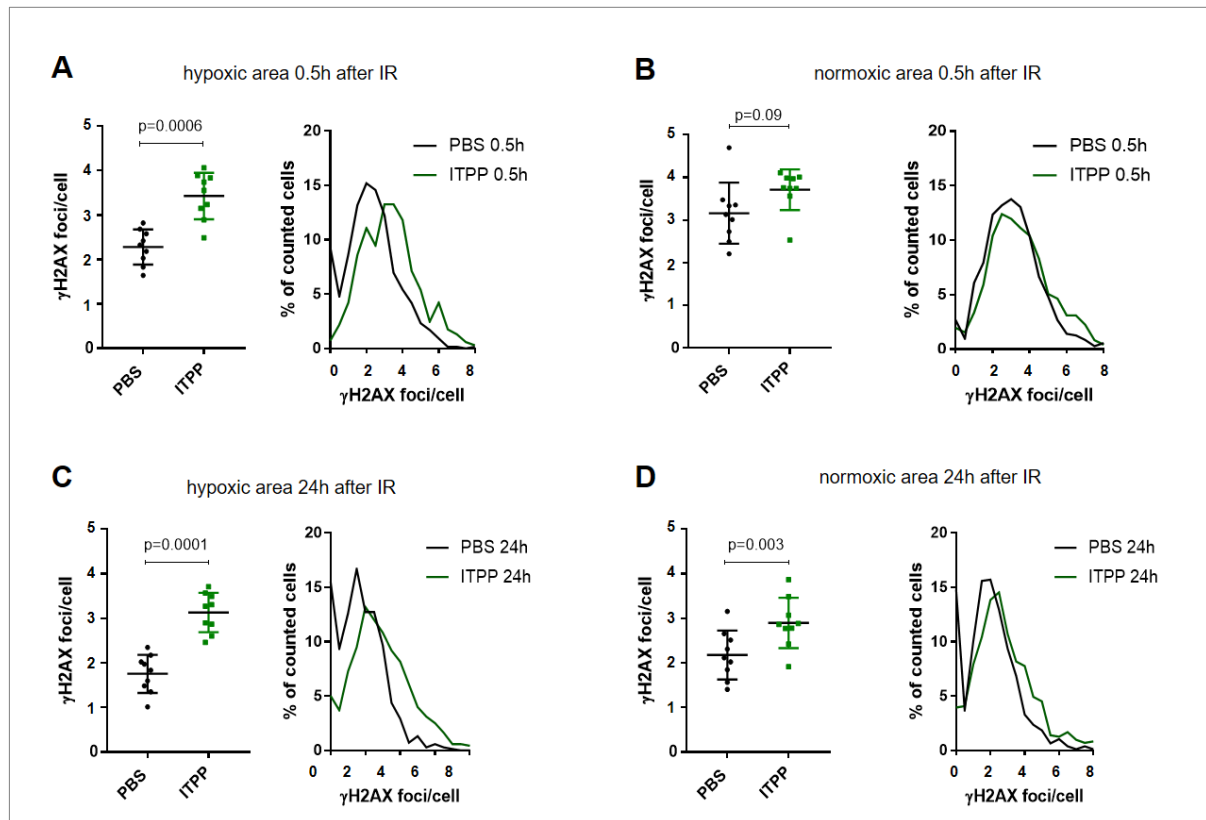 A
hypoxic area 0.5h after IR
p=0.0006
γH2AX foci/cell
5
4
3
2
1
0
PBS
ITPP
% of counted cells
20
15
10
5
0
PBS 0.5h
ITPP 0.5h
0 2 4 6 8
γH2AX foci/cell
B
normoxic area 0.5h after IR
p=0.09
γH2AX foci/cell
5
4
3
2
1
0
PBS
ITPP
% of counted cells
20
15
10
5
0
PBS 0.5h
ITPP 0.5h
0 2 4 6 8
γH2AX foci/cell
C
hypoxic area 24h after IR
p=0.0001
γH2AX foci/cell
5
4
3
2
1
0
PBS
ITPP
% of counted cells
20
15
10
5
0
PBS 24h
ITPP 24h
0 2 4 6 8
γH2AX foci/cell
D
normoxic area 24h after IR
p=0.003
γH2AX foci/cell
5
4
3
2
1
0
PBS
ITPP
% of counted cells
20
15
10
5
0
PBS 24h
ITPP 24h
0 2 4 6 8
γH2AX foci/cell